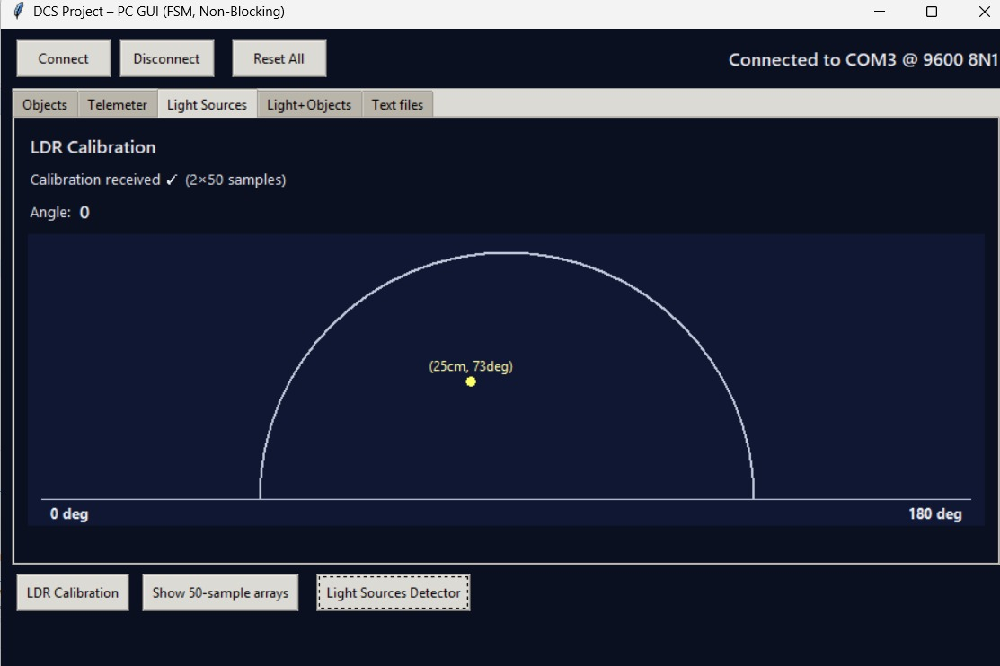 DCS Project – PC GUI (FSM, Non-Blocking)
Connect Disconnect Reset All Connected to COM3 @ 9600 8N1
Objects Telemeter Light Sources Light+Objects Text files
LDR Calibration
Calibration received ✓ (2×50 samples)
Angle: 0
(25cm, 73deg)
0 deg 180 deg
LDR Calibration Show 50-sample arrays Light Sources Detector